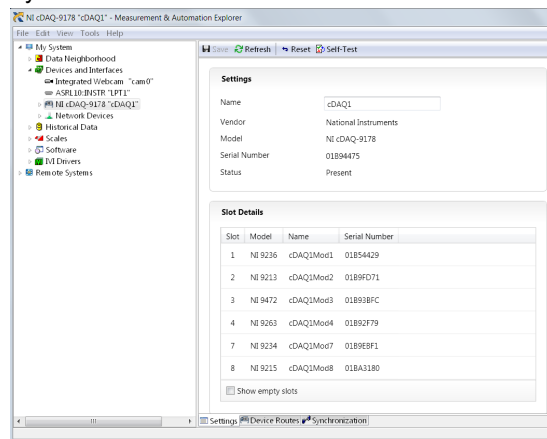 NI cDAQ-9178 "cDAQ1" - Measurement & Automation Explorer
File Edit View Tools Help
My System
Data Neighborhood
Devices and Interfaces
Integrated Webcam "cam0"
ASRL10::INSTR "LPT1"
NI cDAQ-9178 "cDAQ1"
Network Devices
Historical Data
Scales
Software
IVI Drivers
Remote Systems
Save Refresh Reset Self-Test
Settings
Name cDAQ1
Vendor National Instruments
Model NI cDAQ-9178
Serial Number 01894475
Status Present
Slot Details
Slot Model Name Serial Number
1 NI 9236 cDAQ1Mod1 01B54429
2 NI 9213 cDAQ1Mod2 01B9FD71
3 NI 9472 cDAQ1Mod3 01B93BFC
4 NI 9263 cDAQ1Mod4 01B92F79
7 NI 9234 cDAQ1Mod7 01B9EBF1
8 NI 9215 cDAQ1Mod8 01BA3180
Show empty slots
Settings Device Routes Synchronization